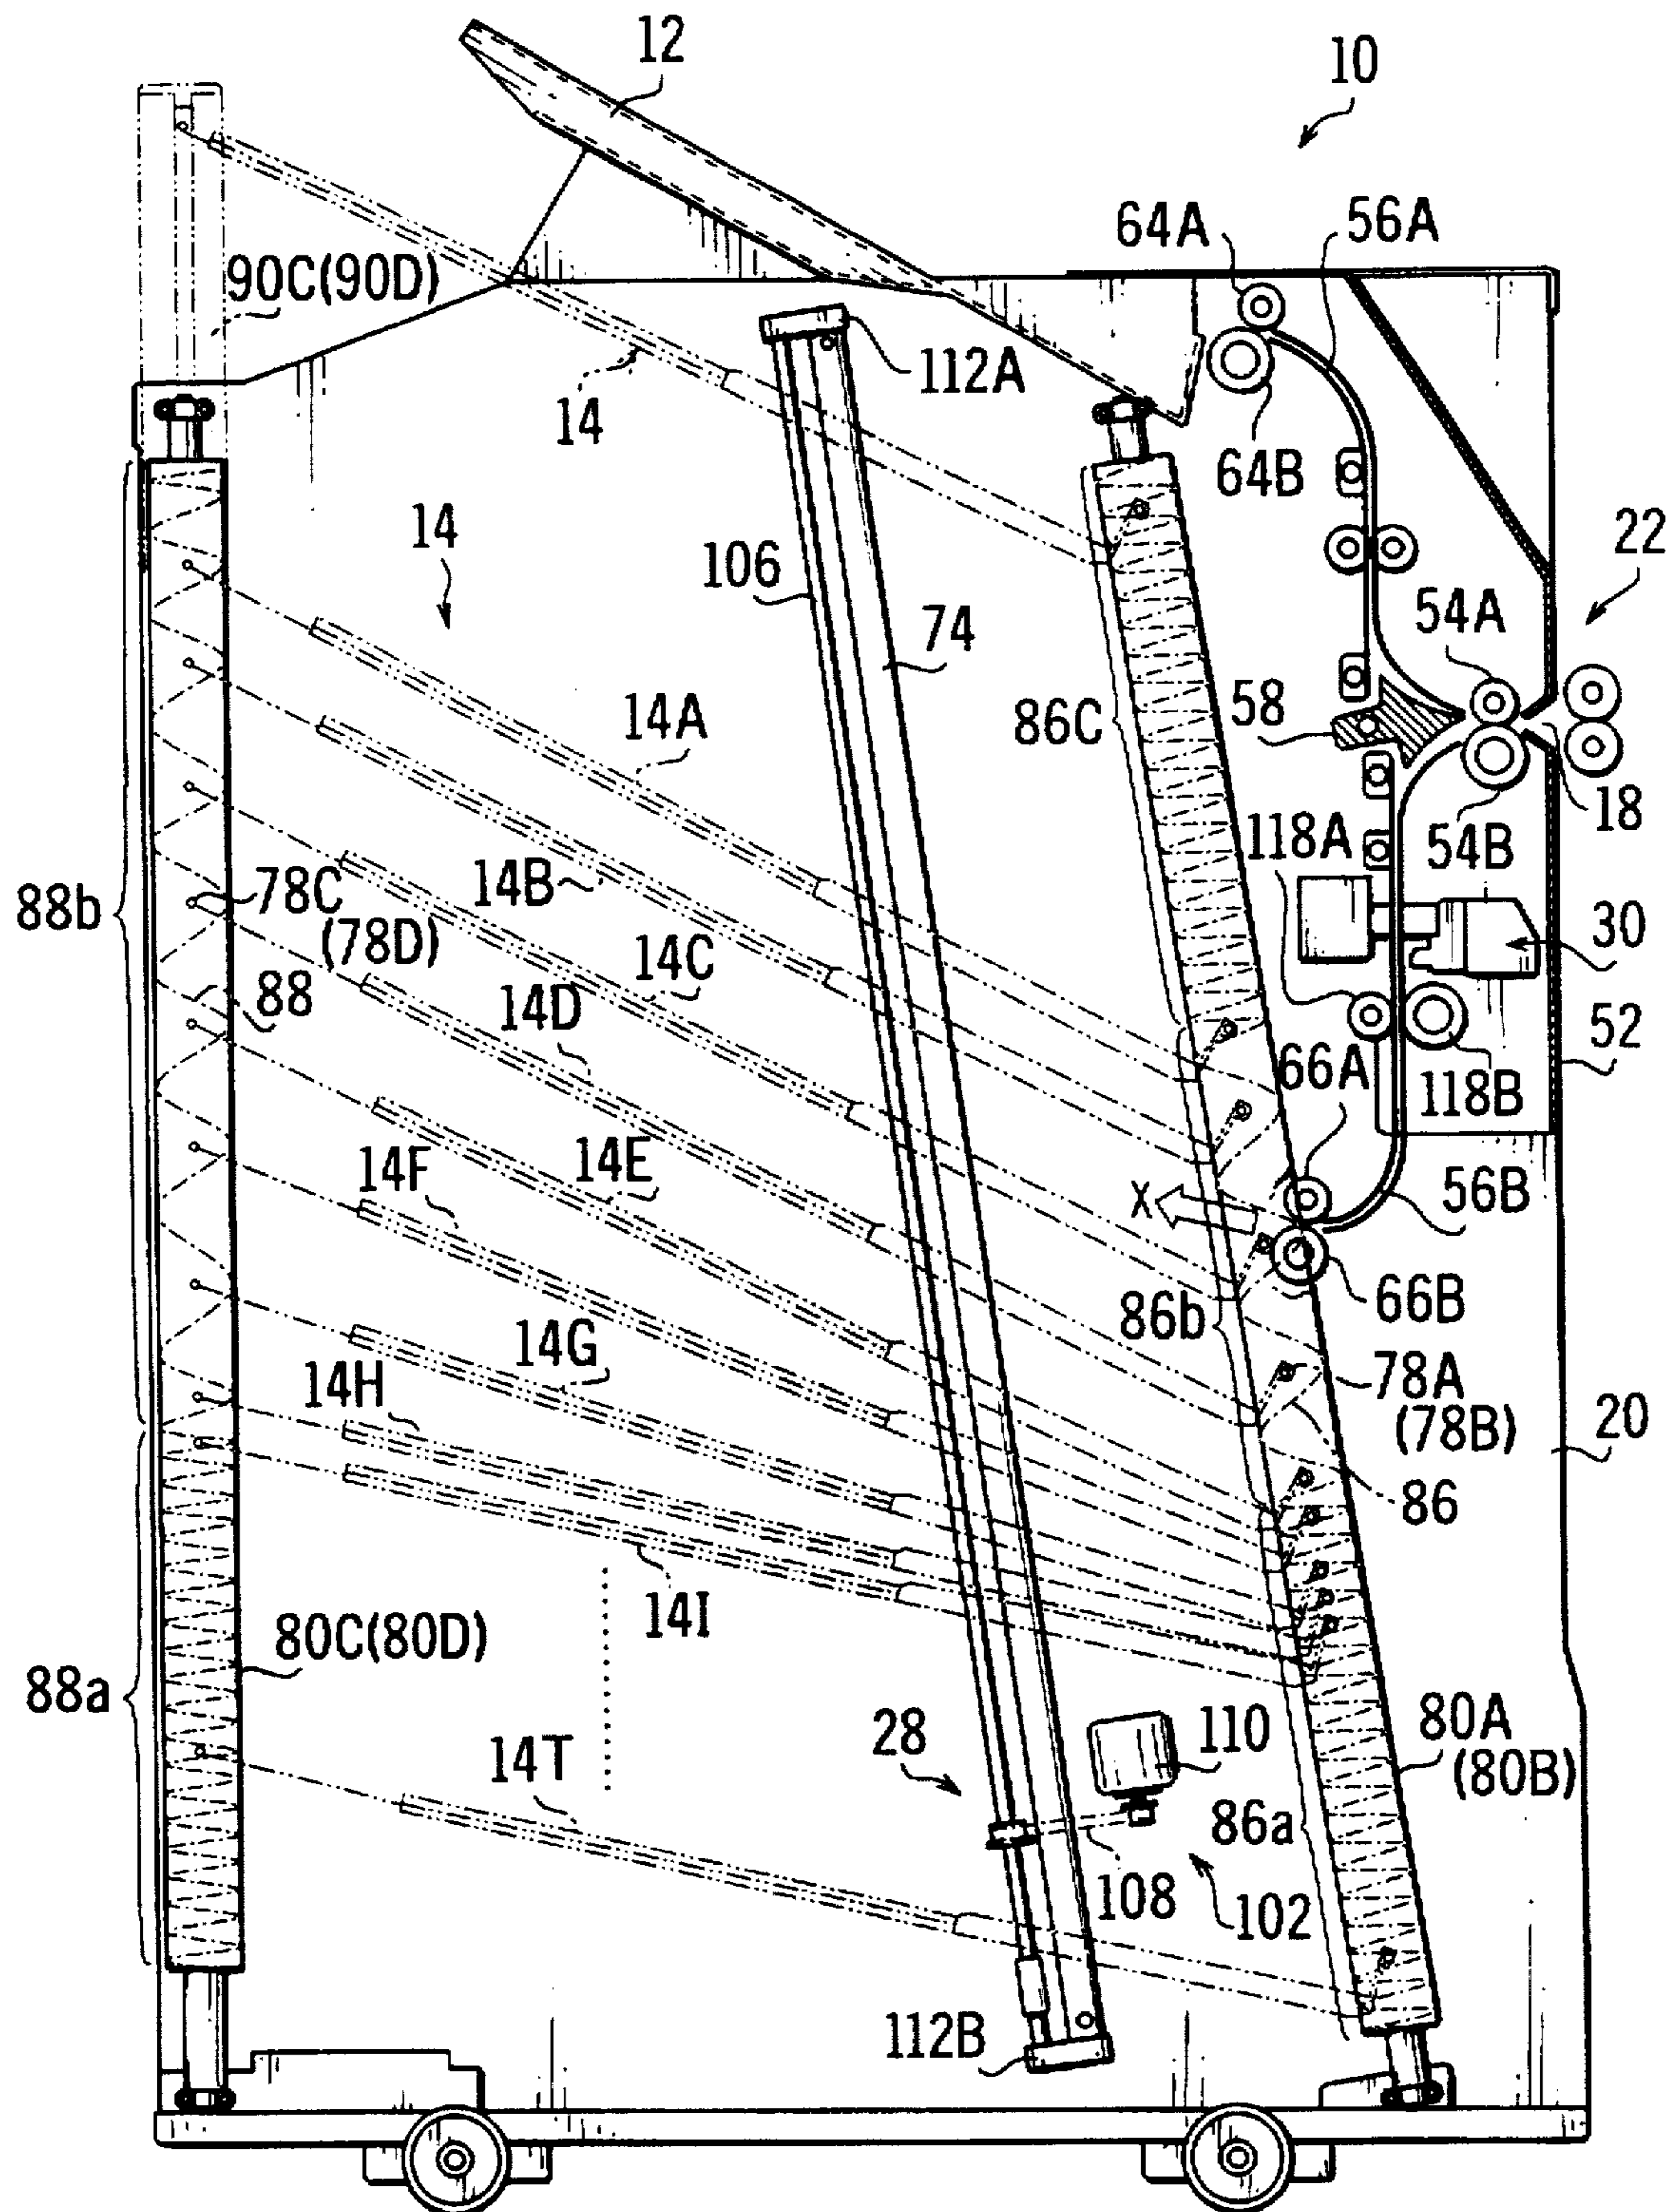 12
10
64A
56A
90C(90D)
112A
14
64B
14
22
106
54A
74
14A
58
86C
18
118A
14B
54B
88b
78C
(78D)
30
14C
88
14D
52
66A
118B
14F
14E
X
56B
66B
86b
14G
78A
(78B)
14H
20
86
14I
80C(80D)
88a
80A
(80B)
28
110
14T
86a
108
102
112B